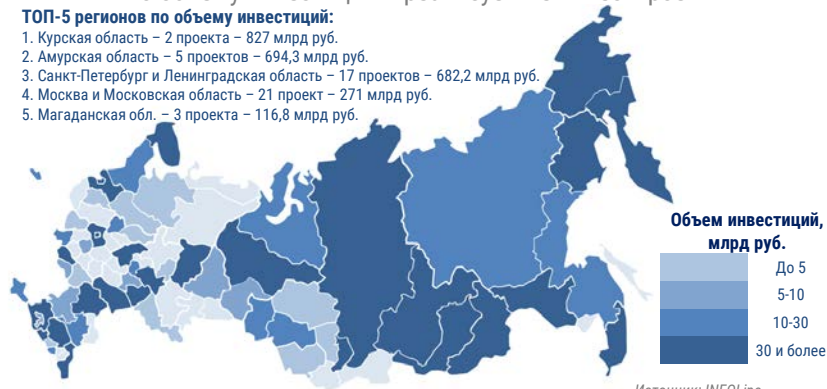 ТОП-5 регионов по объему инвестиций:
1. Курская область – 2 проекта – 827 млрд руб.
2. Амурская область – 5 проектов – 694,3 млрд руб.
3. Санкт-Петербург и Ленинградская область – 17 проектов – 682,2 млрд руб.
4. Москва и Московская область – 21 проект – 271 млрд руб.
5. Магаданская обл. – 3 проекта – 116,8 млрд руб.
Объем инвестиций,
млрд руб.
До 5
5-10
10-30
30 и более